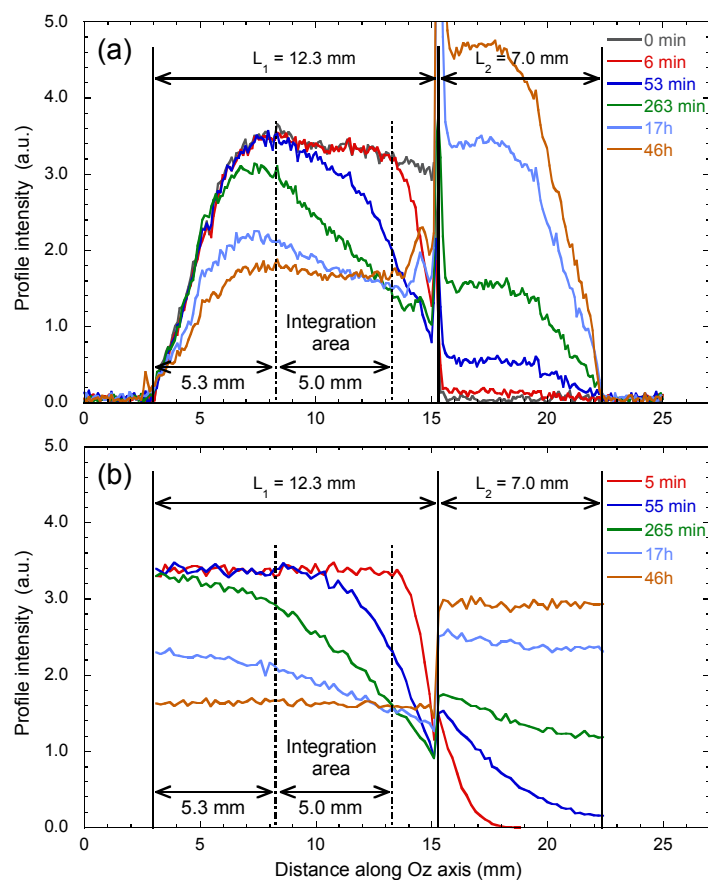 (a)
L1 = 12.3 mm
L2 = 7.0 mm
0 min
6 min
53 min
263 min
17h
46h
Profile intensity (a.u.)
5.0
4.0
3.0
2.0
1.0
0.0
Integration
area
5.3 mm
5.0 mm
0 5 10 15 20 25
(b)
L1 = 12.3 mm
L2 = 7.0 mm
5 min
55 min
265 min
17h
46h
Profile intensity (a.u.)
5.0
4.0
3.0
2.0
1.0
0.0
Integration
area
5.3 mm
5.0 mm
0 5 10 15 20 25
Distance along Oz axis (mm)